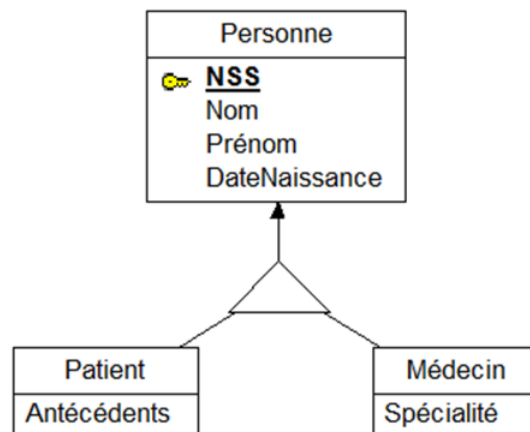 Personne
NSS
Nom
Prénom
DateNaissance
Patient
Antécédents
Médecin
Spécialité